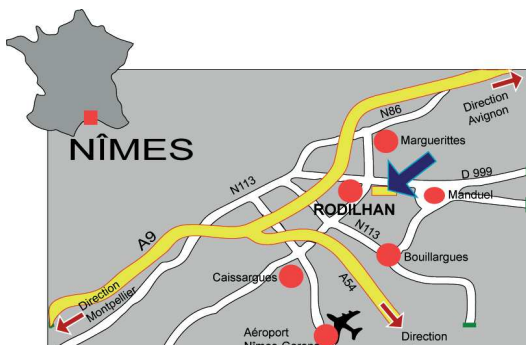 N86
Direction
Avignon
Marguerittes
NÎMES
D 999
N113
Manduel
RODILHAN
A9
N113
Bouillargues
Direction
Montpellier
Caissargues
A54
Aéroport
Direction